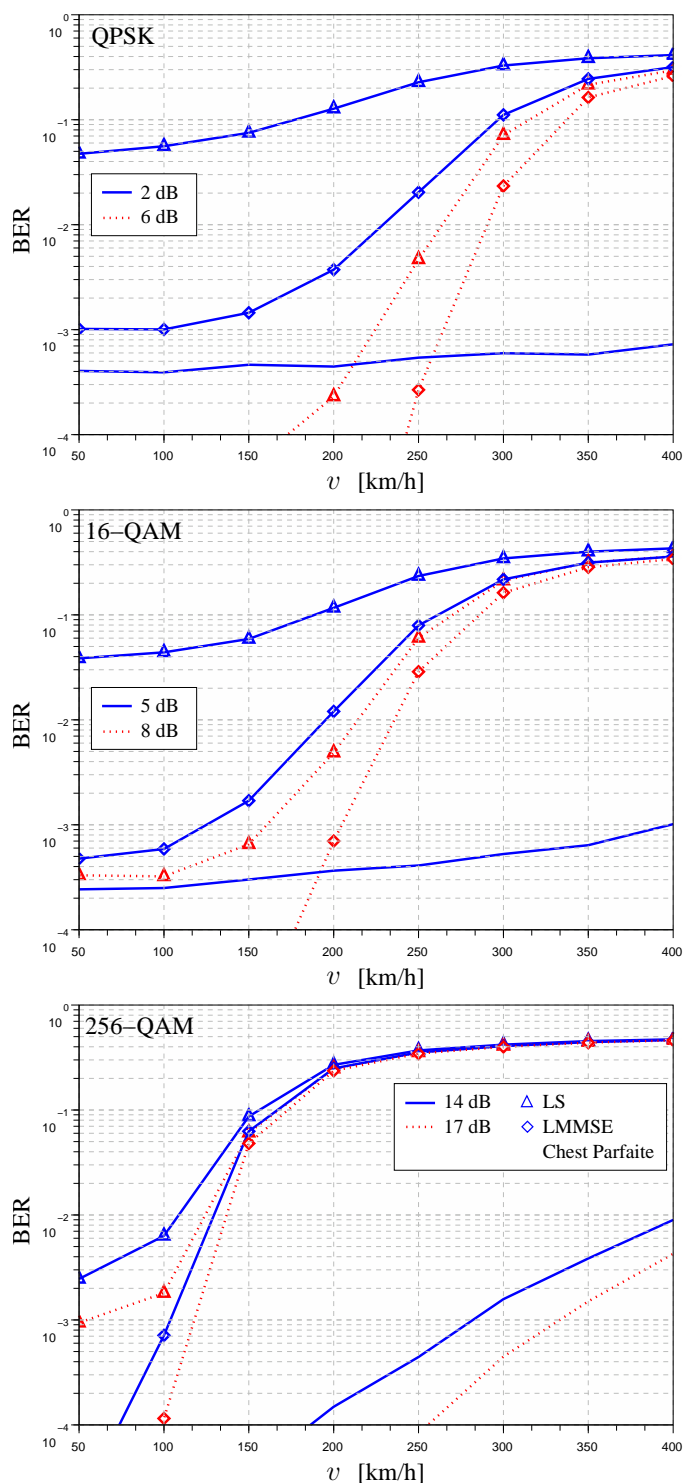 QPSK
10 0
10 −1
10 −2
10 −3
10 −4
BER
2 dB
6 dB
50 100 150 200 250 300 350 400
v [km/h]
16−QAM
10 0
10 −1
10 −2
10 −3
10 −4
BER
5 dB
8 dB
50 100 150 200 250 300 350 400
v [km/h]
256−QAM
10 0
10 −1
10 −2
10 −3
10 −4
BER
14 dB LS
17 dB LMMSE
Chest Parfaite
50 100 150 200 250 300 350 400
v [km/h]